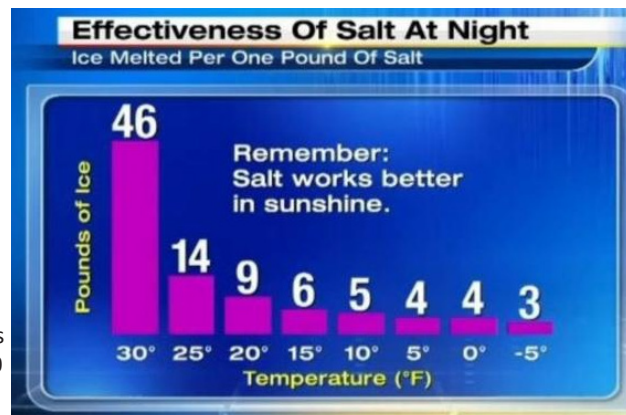 Effectiveness Of Salt At Night
Ice Melted Per One Pound Of Salt
46
Remember:
Salt works better
in sunshine.
Pounds of Ice
14
9
6
5
4
4
3
30° 25° 20° 15° 10° 5° 0° -5°
Temperature (°F)
s
)